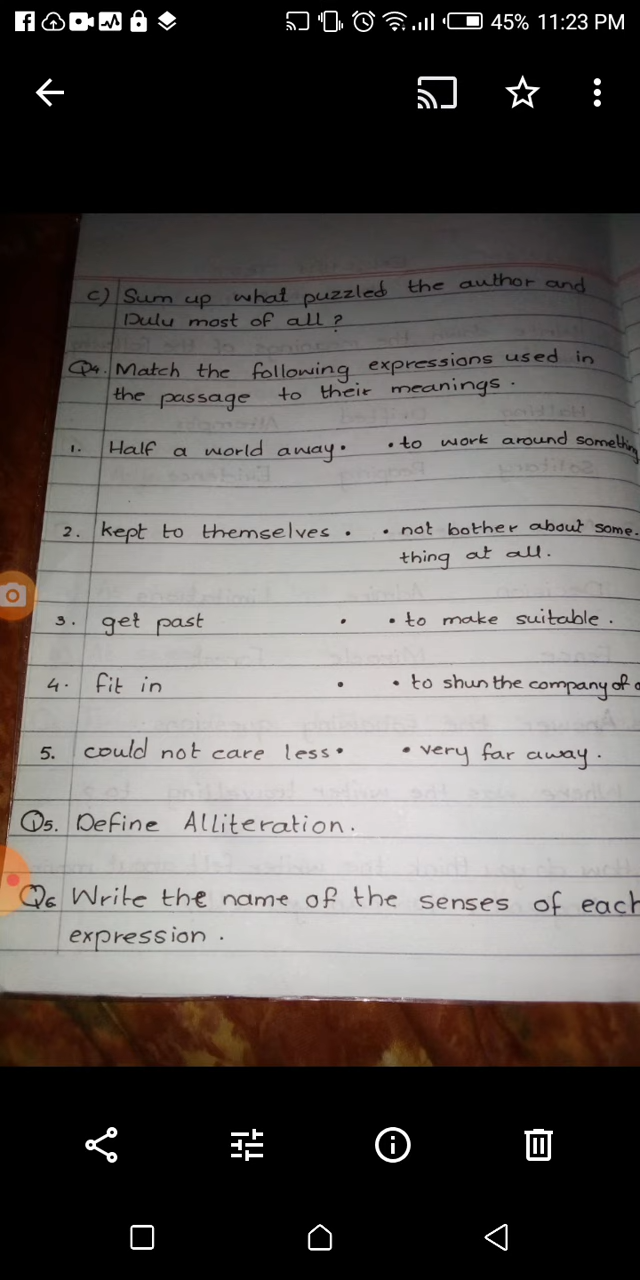 45% 11:23 PM
c) Sum up what puzzled the author and
Dulu most of all ?
Q4. Match the following expressions used in
the passage to their meanings.
1. Half a world away. • to work around something
2. kept to themselves . • not bother about some-
thing at all.
3. get past • • to make suitable .
4. fit in • • to shun the company of o
5. could not care less • • very far away.
Q5. Define Alliteration.
Q6 Write the name of the senses of each
expression .